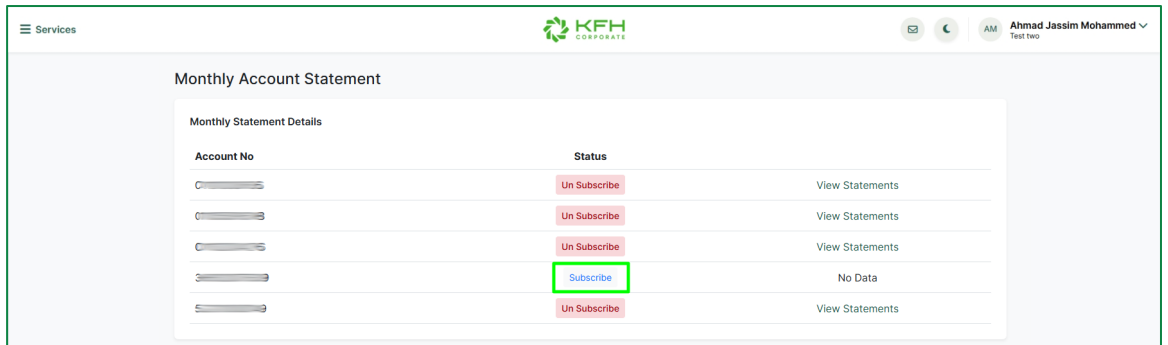 Services
KFH
CORPORATE
AM
Ahmad Jassim Mohammed
Test two
Monthly Account Statement
Monthly Statement Details
Account No Status
Un Subscribe View Statements
Un Subscribe View Statements
Un Subscribe View Statements
Subscribe No Data
Un Subscribe View Statements